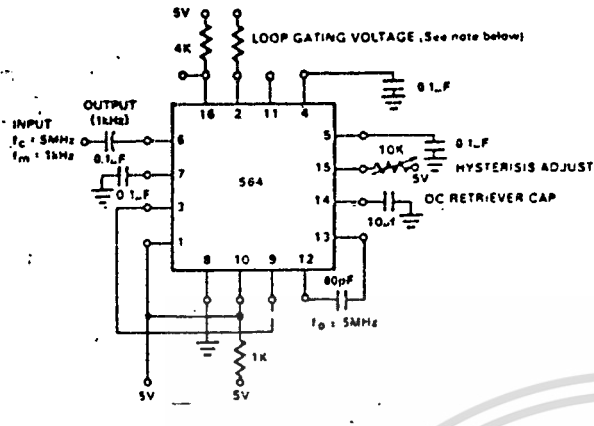 5V
4K
LOOP GATING VOLTAGE (See note below)
16
2
11
4
0.1µF
OUTPUT
(1kHz)
INPUT
fc = 5MHz
fm = 1kHz
0.1µF
6
5
0.1µF
10K
15
5V
HYSTERISIS ADJUST
7
0.1µF
564
14
DC RETRIEVER CAP
10µf
3
13
1
8
10
9
12
80pF
fo = 5MHz
1K
5V
5V